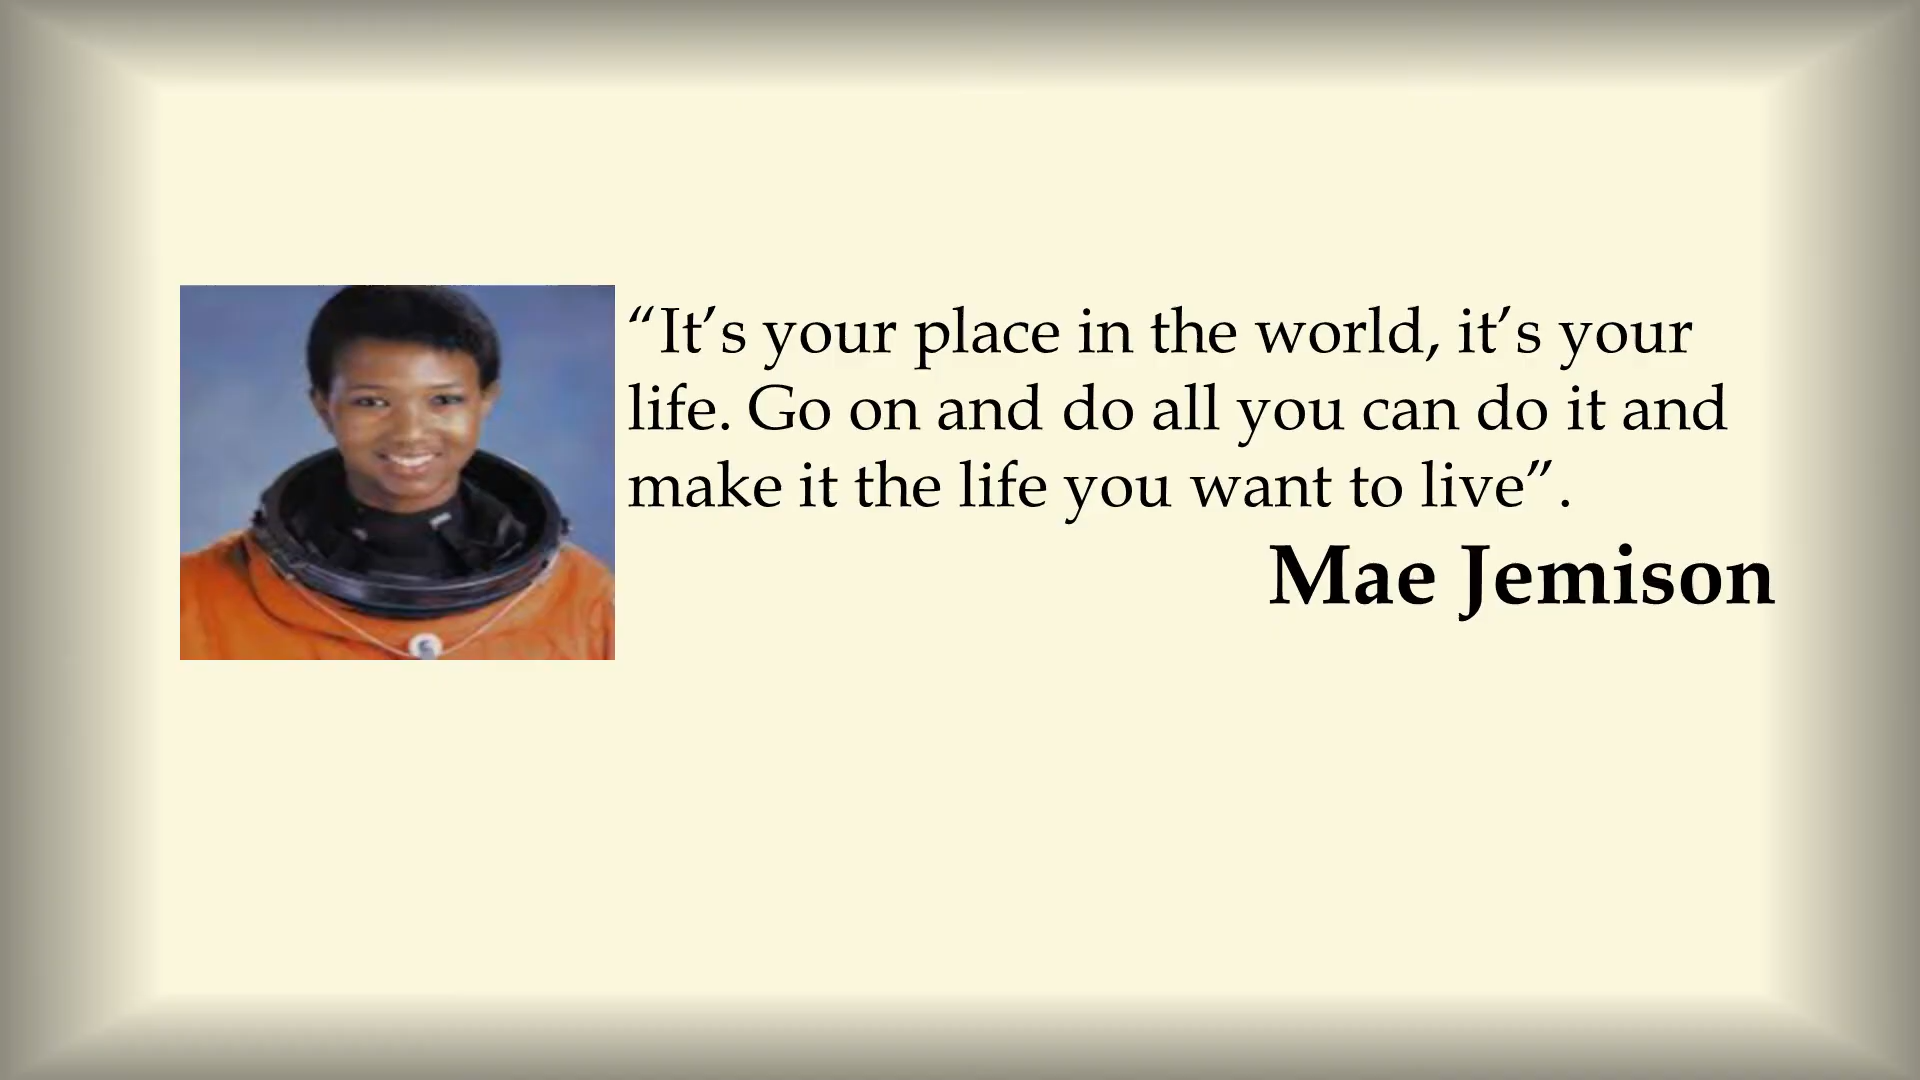 “It’s your place in the world, it’s your
life. Go on and do all you can do it and
make it the life you want to live”.
Mae Jemison